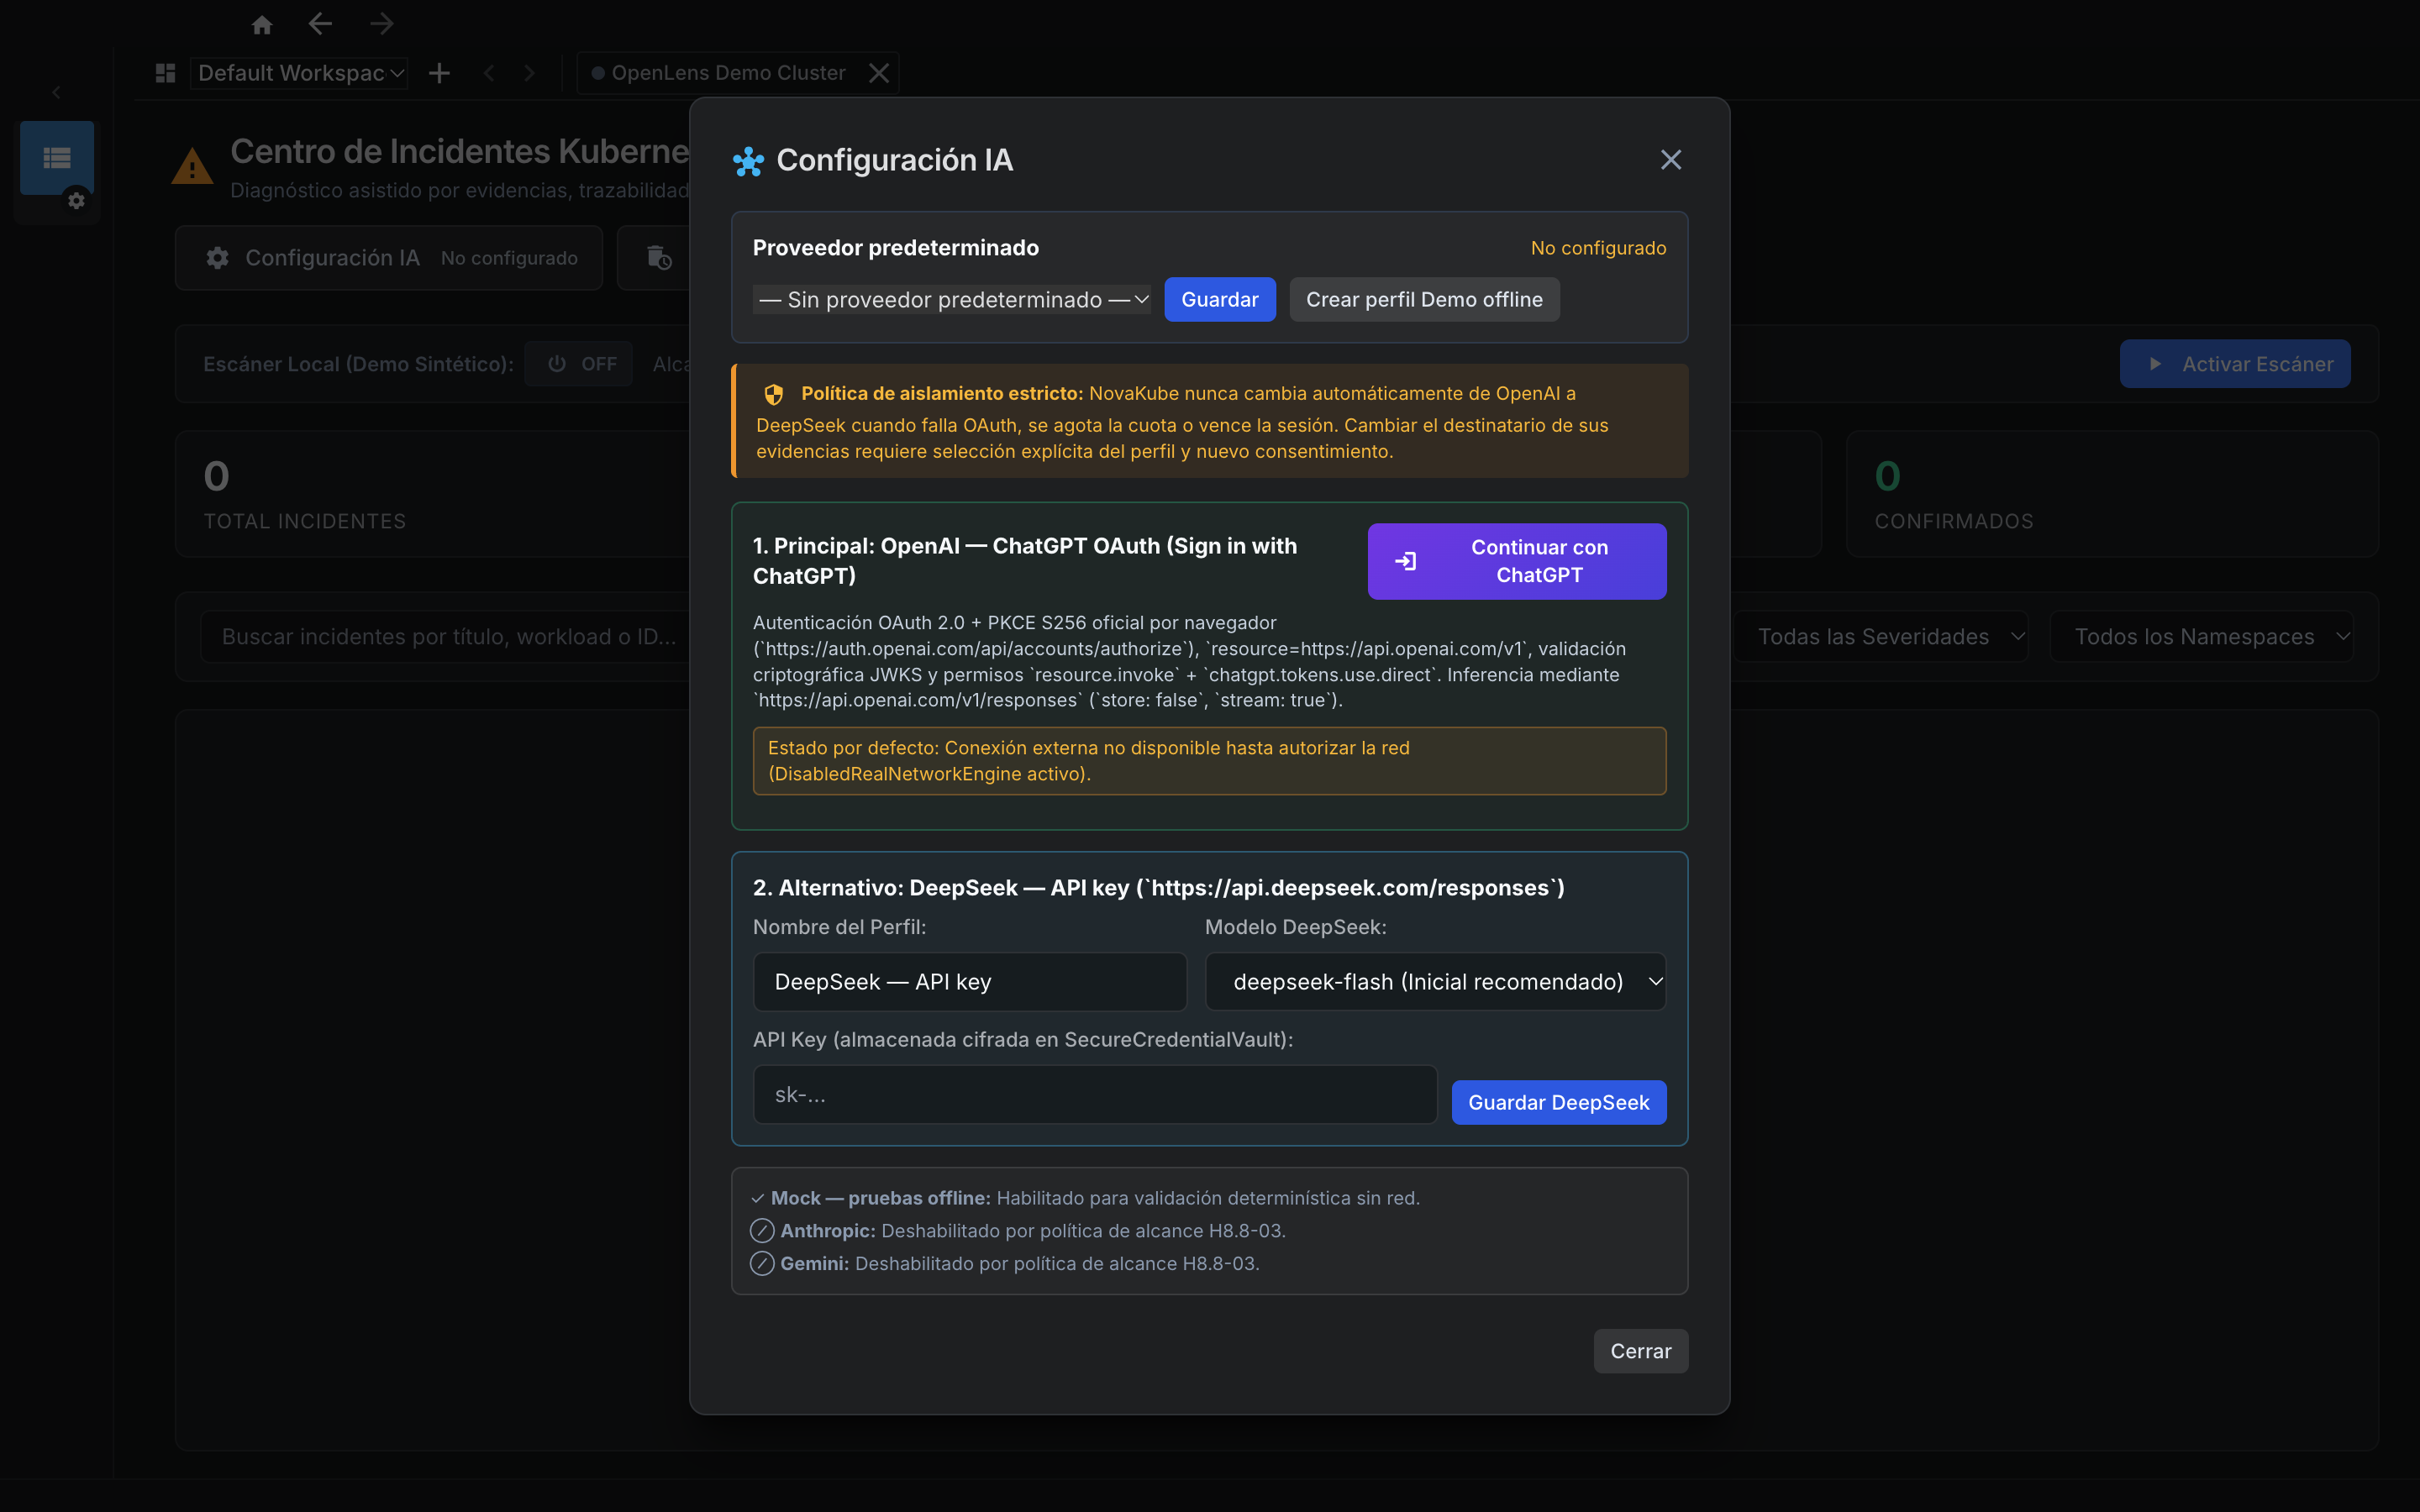 Default Workspac
OpenLens Demo Cluster
Centro de Incidentes Kuberne
Diagnóstico asistido por evidencias, trazabilidad
Configuración IA No configurado
Escáner Local (Demo Sintético): OFF Alca
Activar Escáner
0
TOTAL INCIDENTES
0
CONFIRMADOS
Buscar incidentes por título, workload o ID...
Todas las Severidades
Todos los Namespaces
Configuración IA
Proveedor predeterminado
No configurado
— Sin proveedor predeterminado —
Guardar
Crear perfil Demo offline
Política de aislamiento estricto: NovaKube nunca cambia automáticamente de OpenAI a
DeepSeek cuando falla OAuth, se agota la cuota o vence la sesión. Cambiar el destinatario de sus
evidencias requiere selección explícita del perfil y nuevo consentimiento.
1. Principal: OpenAI — ChatGPT OAuth (Sign in with
ChatGPT)
Continuar con
ChatGPT
Autenticación OAuth 2.0 + PKCE S256 oficial por navegador
(`https://auth.openai.com/api/accounts/authorize`), `resource=https://api.openai.com/v1`, validación
criptográfica JWKS y permisos `resource.invoke` + `chatgpt.tokens.use.direct`. Inferencia mediante
`https://api.openai.com/v1/responses` (`store: false`, `stream: true`).
Estado por defecto: Conexión externa no disponible hasta autorizar la red
(DisabledRealNetworkEngine activo).
2. Alternativo: DeepSeek — API key (`https://api.deepseek.com/responses`)
Nombre del Perfil:
Modelo DeepSeek:
DeepSeek — API key
deepseek-flash (Inicial recomendado)
API Key (almacenada cifrada en SecureCredentialVault):
sk-...
Guardar DeepSeek
Mock — pruebas offline: Habilitado para validación determinística sin red.
Anthropic: Deshabilitado por política de alcance H8.8-03.
Gemini: Deshabilitado por política de alcance H8.8-03.
Cerrar